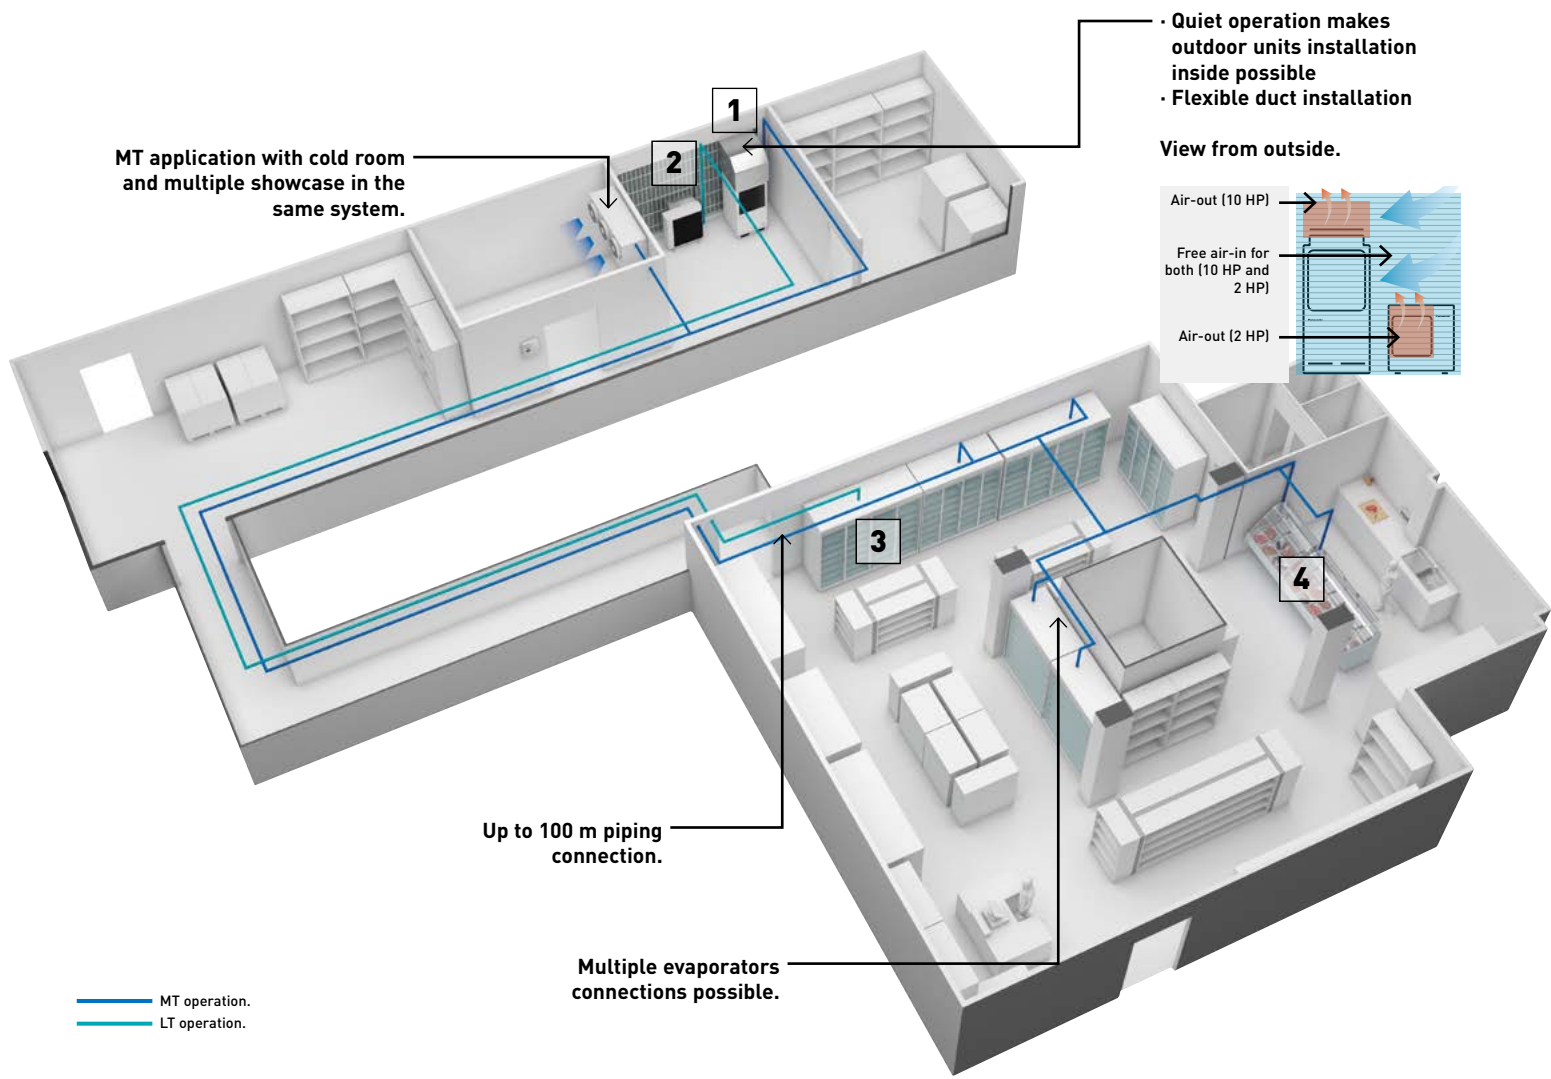 · Quiet operation makes
outdoor units installation
inside possible
· Flexible duct installation
View from outside.
Air-out (10 HP)
Free air-in for
both (10 HP and
2 HP)
Air-out (2 HP)
1
2
MT application with cold room
and multiple showcase in the
same system.
3
4
Up to 100 m piping
connection.
Multiple evaporators
connections possible.
MT operation.
LT operation.